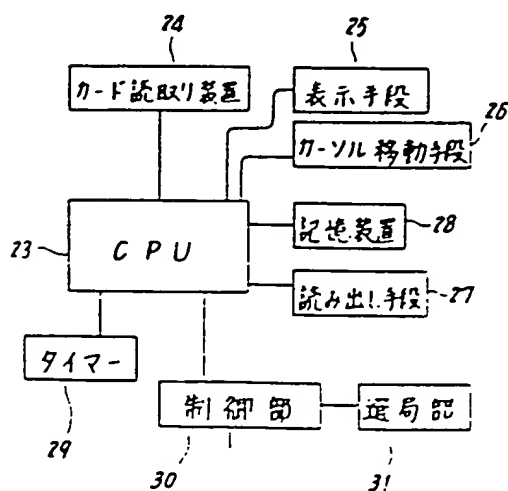 24
25
カード読取り装置
表示手段
26
カーソル移動手段
23
CPU
記憶装置
28
読み出し手段
27
タイマー
29
制御部
選局部
30
31